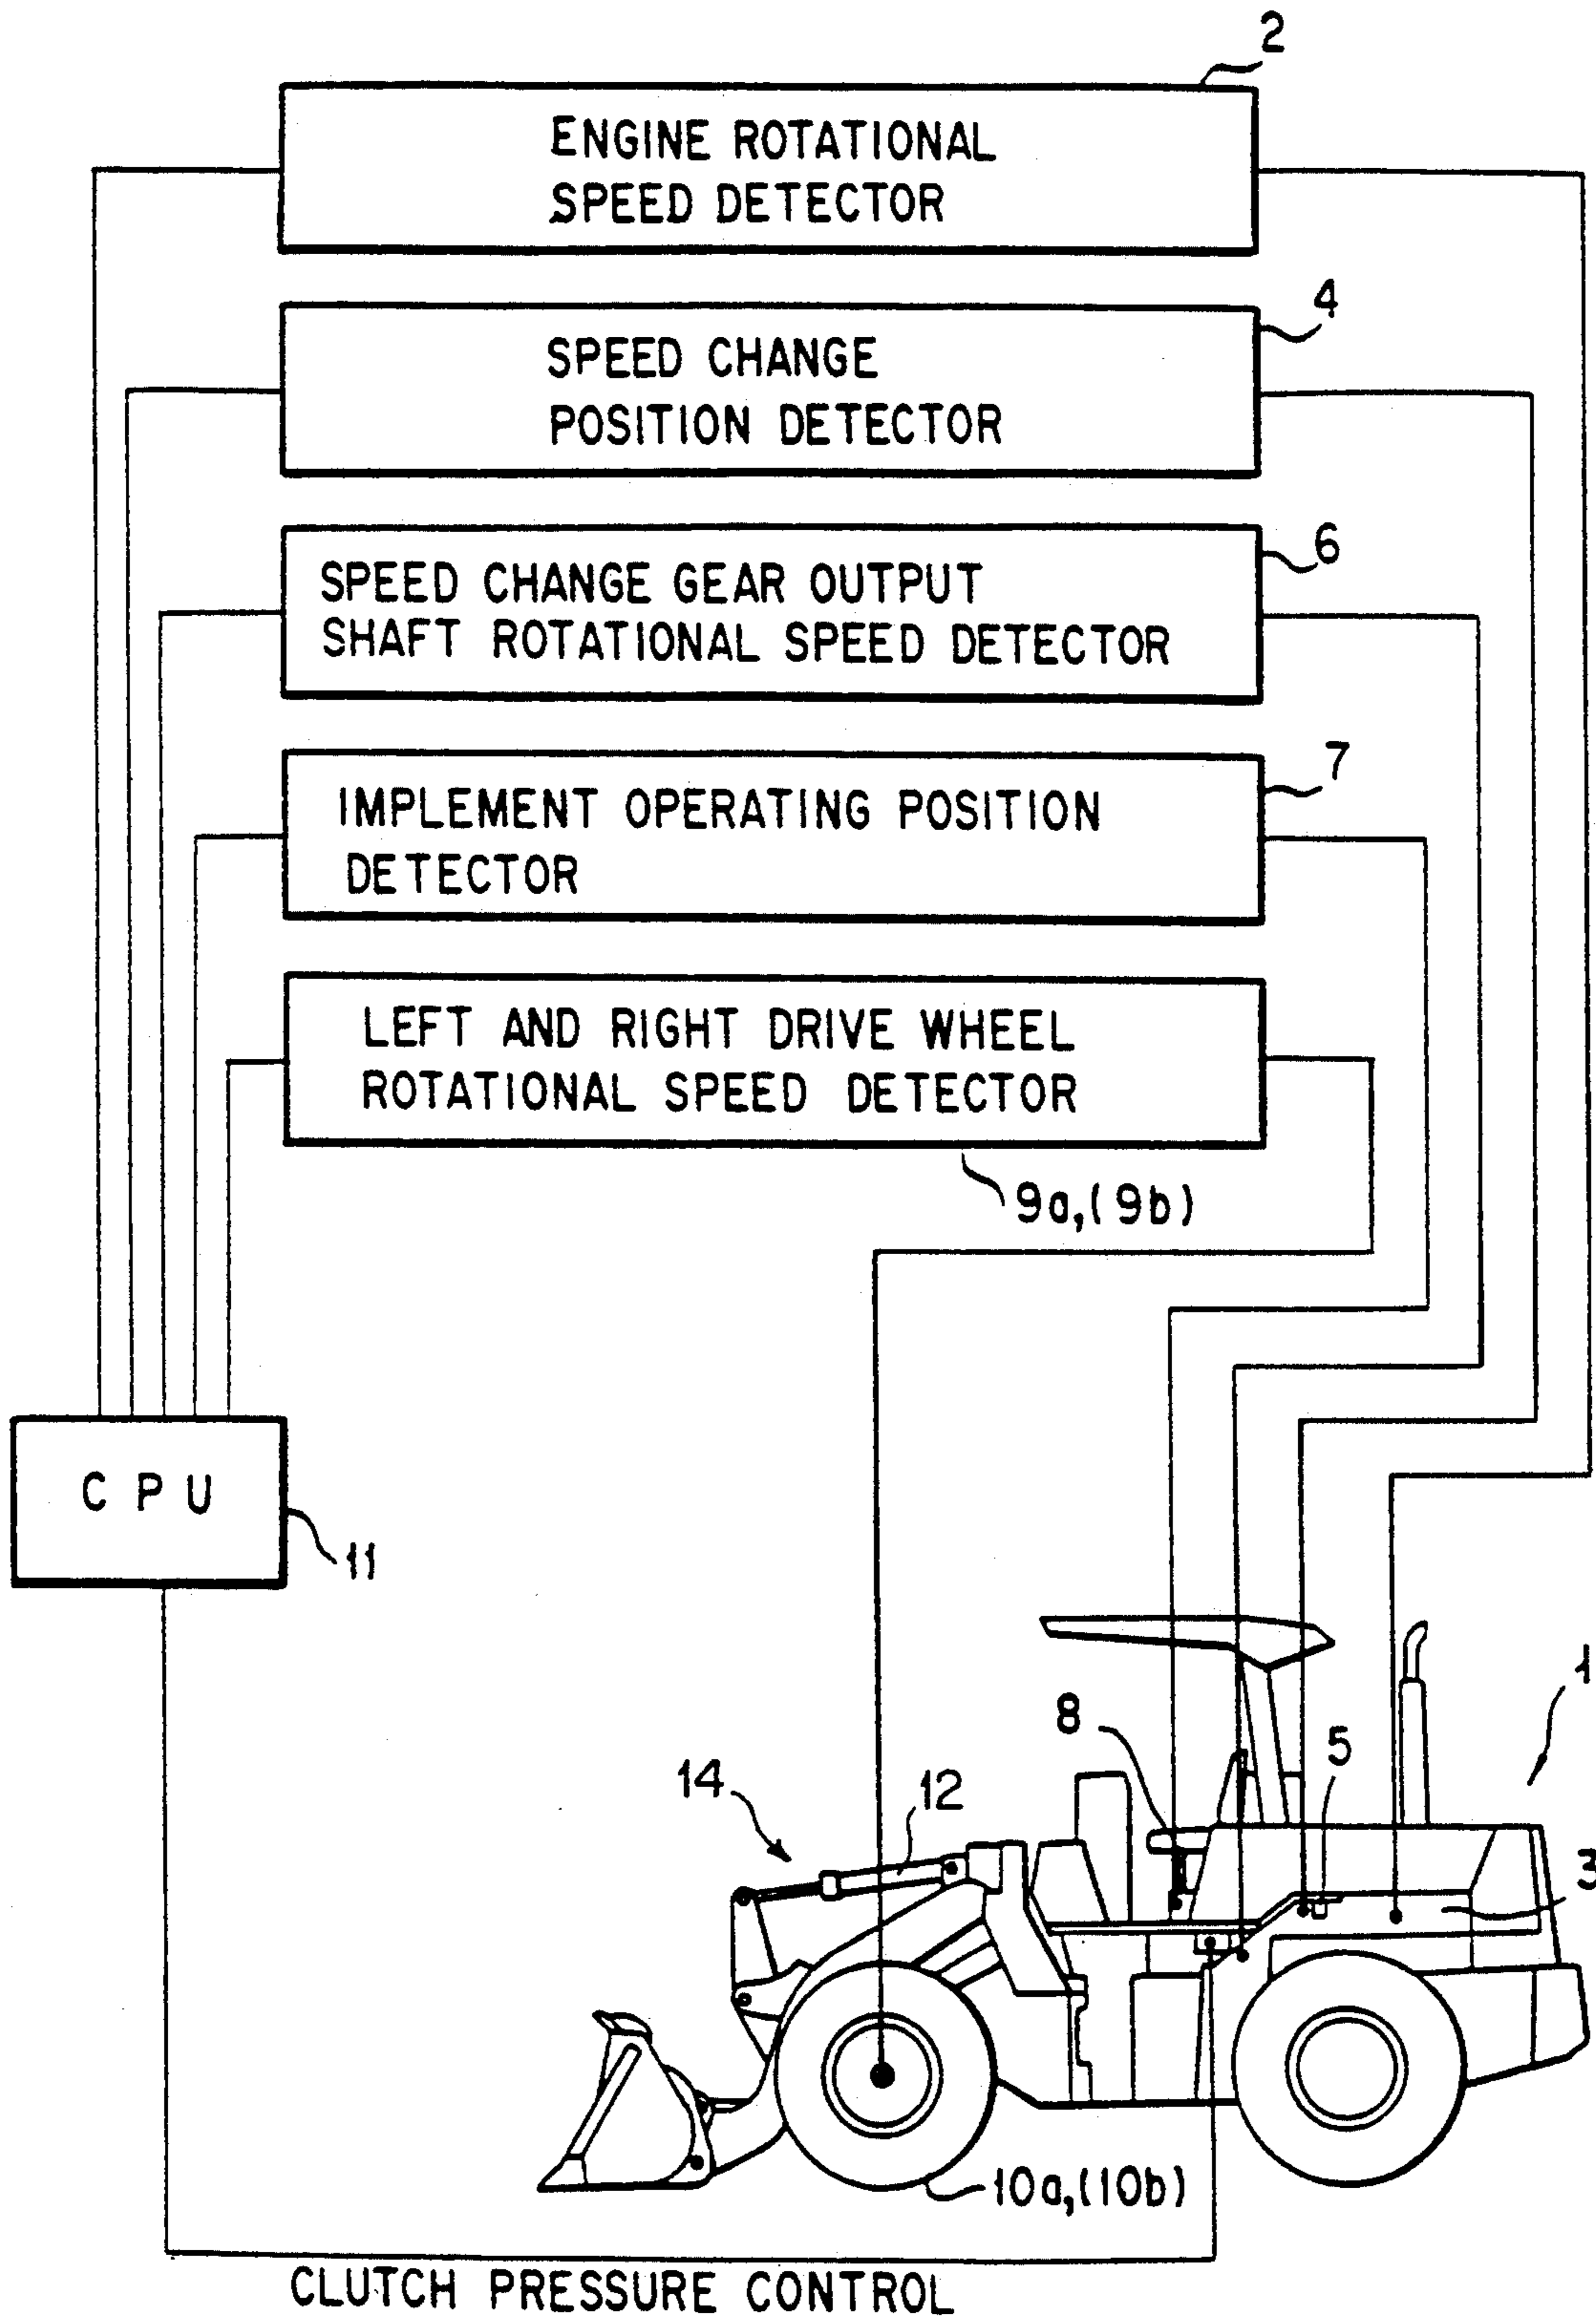 2
ENGINE ROTATIONAL
SPEED DETECTOR
4
SPEED CHANGE
POSITION DETECTOR
6
SPEED CHANGE GEAR OUTPUT
SHAFT ROTATIONAL SPEED DETECTOR
7
IMPLEMENT OPERATING POSITION
DETECTOR
LEFT AND RIGHT DRIVE WHEEL
ROTATIONAL SPEED DETECTOR
9a,(9b)
C P U
11
1
8
5
14
12
3
10a,(10b)
CLUTCH PRESSURE CONTROL